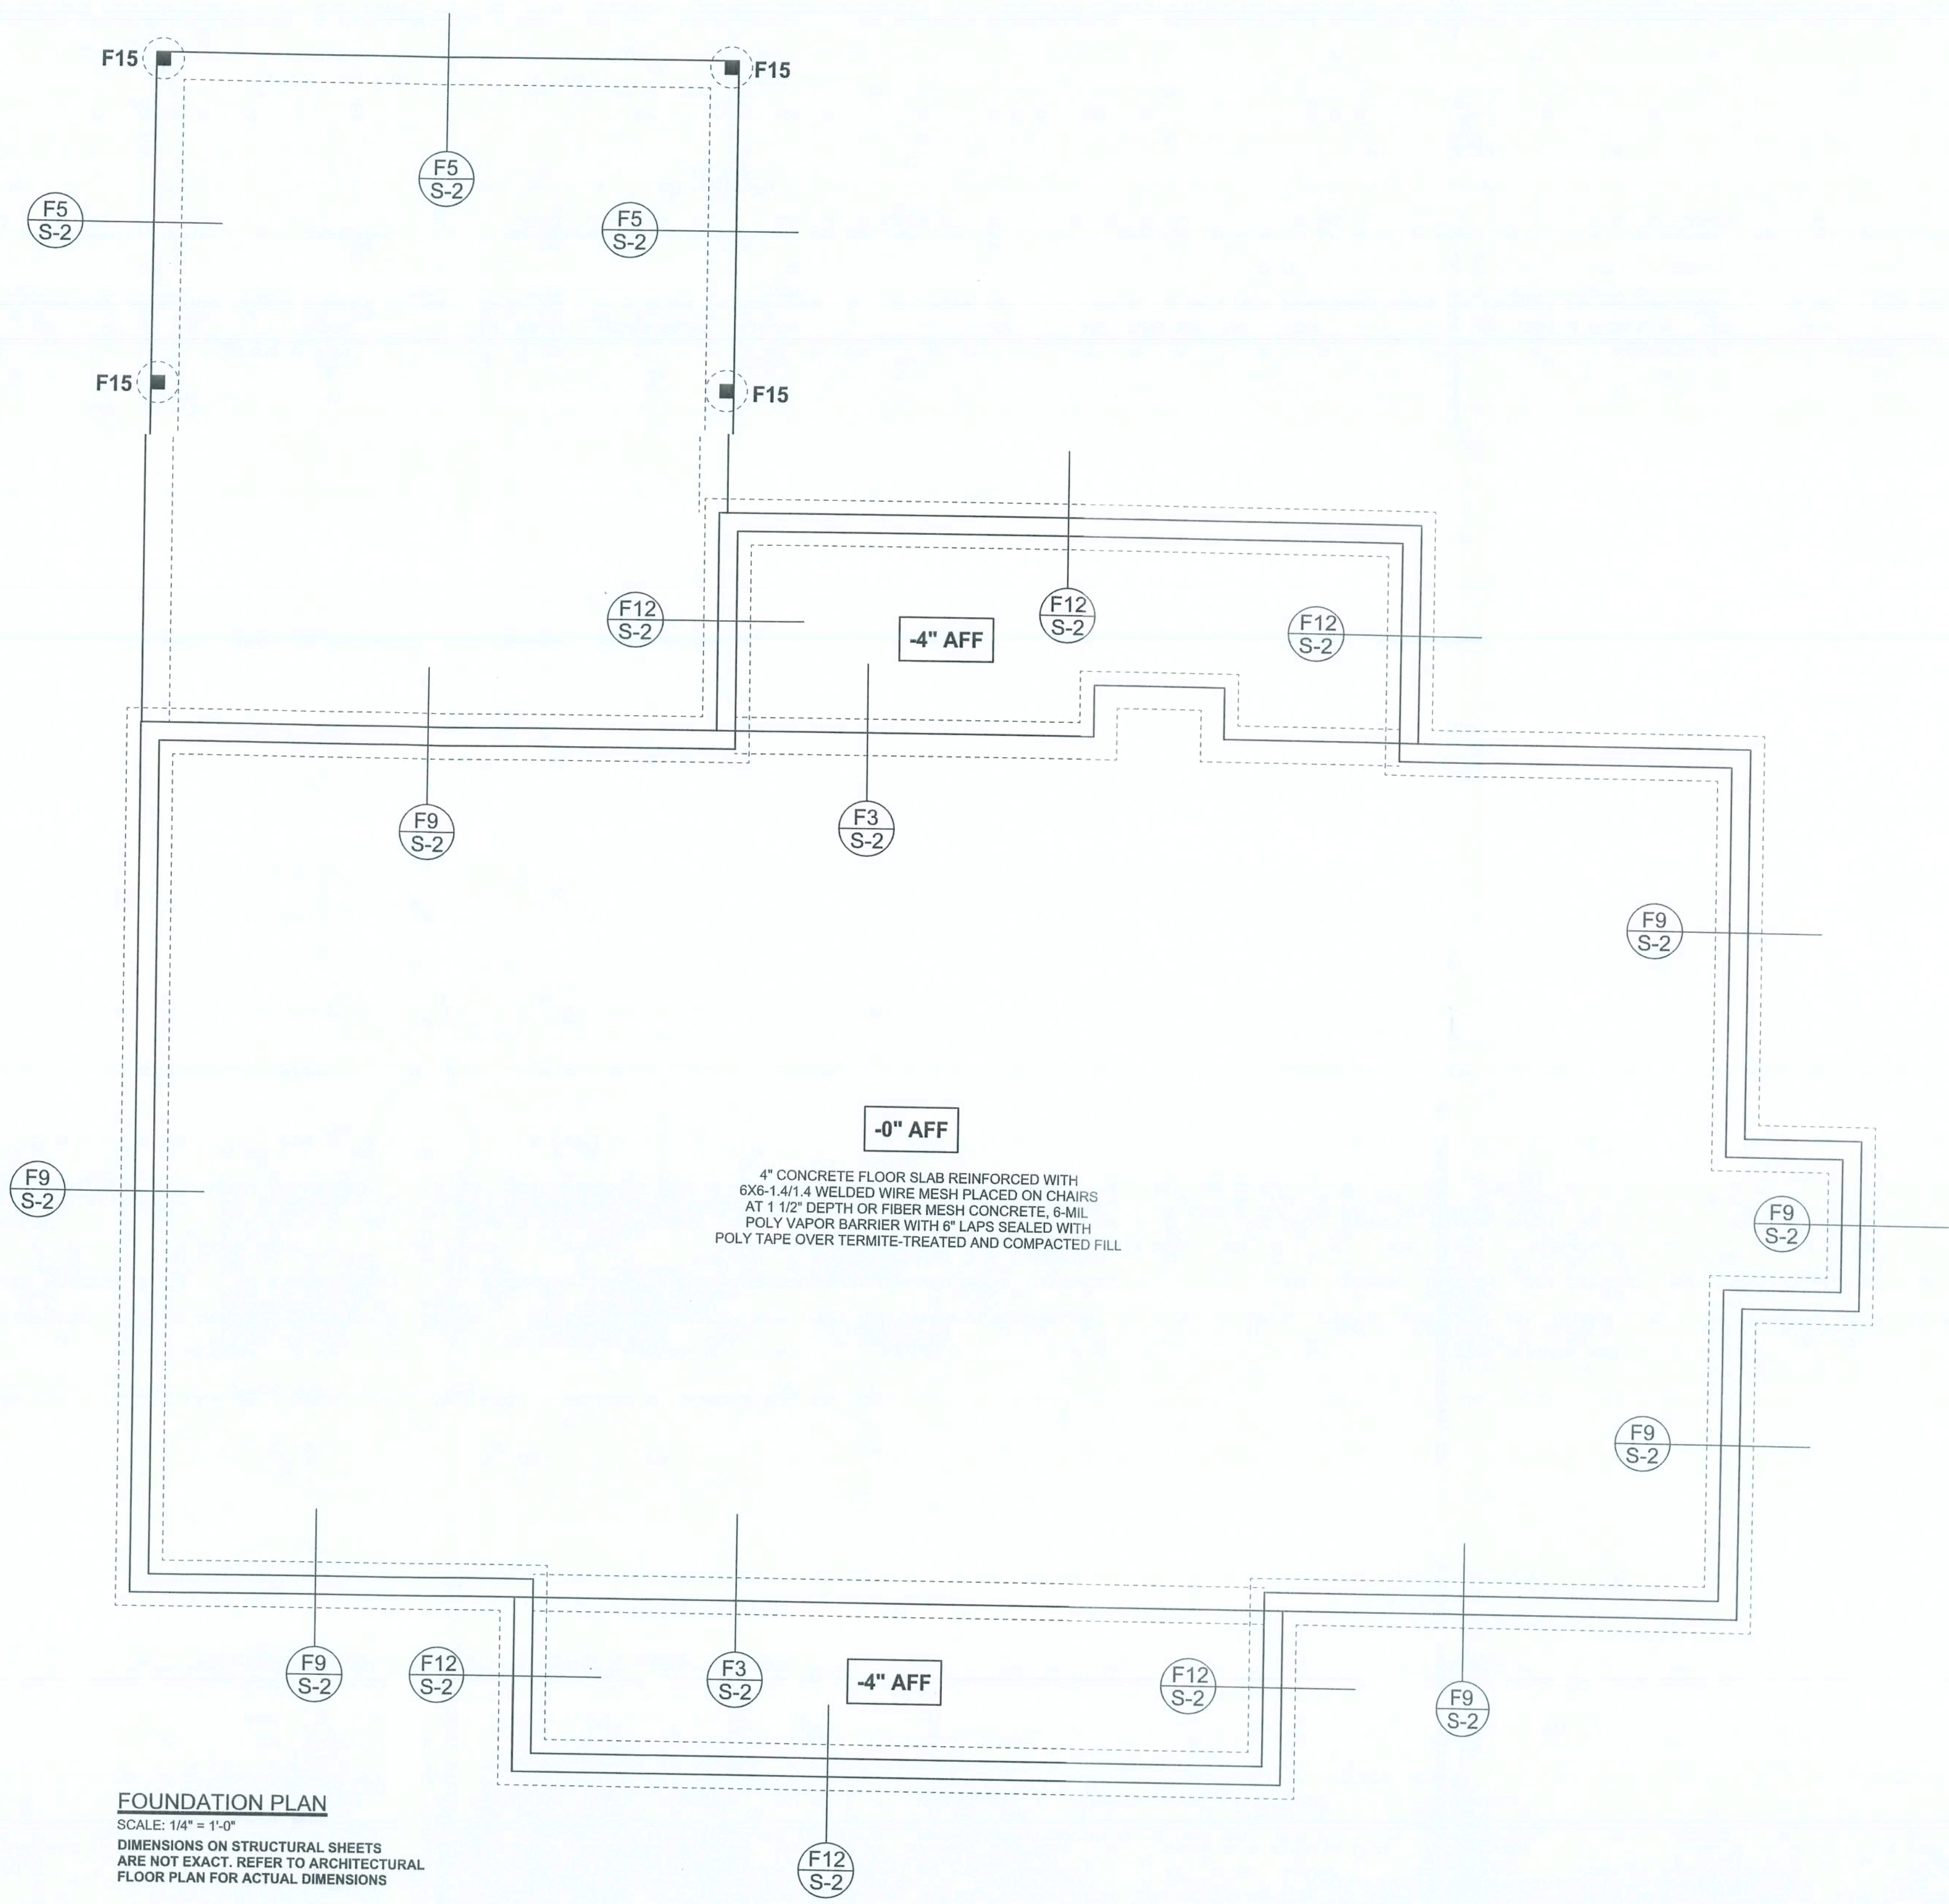 F15
F15
F5
S-2
F5
S-2
F5
S-2
F15
F15
F12
S-2
F12
S-2
F12
S-2
-4" AFF
F9
S-2
F3
S-2
F9
S-2
-0" AFF
4" CONCRETE FLOOR SLAB REINFORCED WITH
6X6-1.4/1.4 WELDED WIRE MESH PLACED ON CHAIRS
AT 1 1/2" DEPTH OR FIBER MESH CONCRETE, 6-MIL
POLY VAPOR BARRIER WITH 6" LAPS SEALED WITH
POLY TAPE OVER TERMITE-TREATED AND COMPACTED FILL
F9
S-2
F9
S-2
F9
S-2
F9
S-2
F12
S-2
F3
S-2
-4" AFF
F12
S-2
F9
S-2
FOUNDATION PLAN
SCALE: 1/4" = 1'-0"
DIMENSIONS ON STRUCTURAL SHEETS
ARE NOT EXACT. REFER TO ARCHITECTURAL
FLOOR PLAN FOR ACTUAL DIMENSIONS
F12
S-2